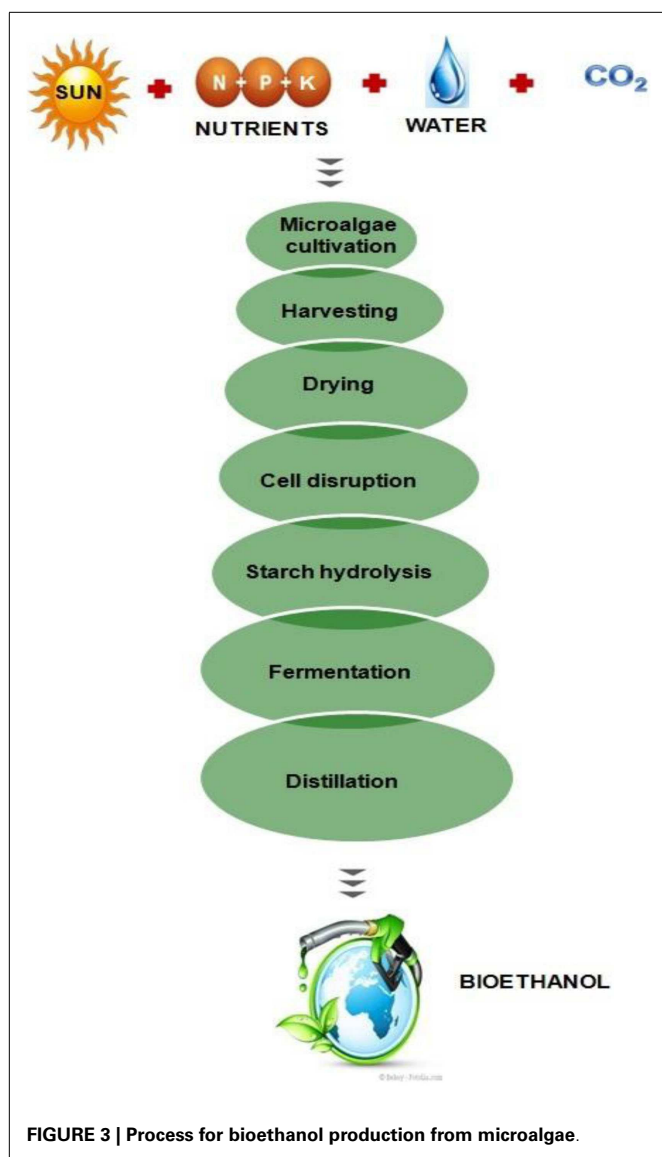 SUN
N+P+K
NUTRIENTS
WATER
CO₂
Microalgae
cultivation
Harvesting
Drying
Cell disruption
Starch hydrolysis
Fermentation
Distillation
BIOETHANOL
FIGURE 3 | Process for bioethanol production from microalgae.